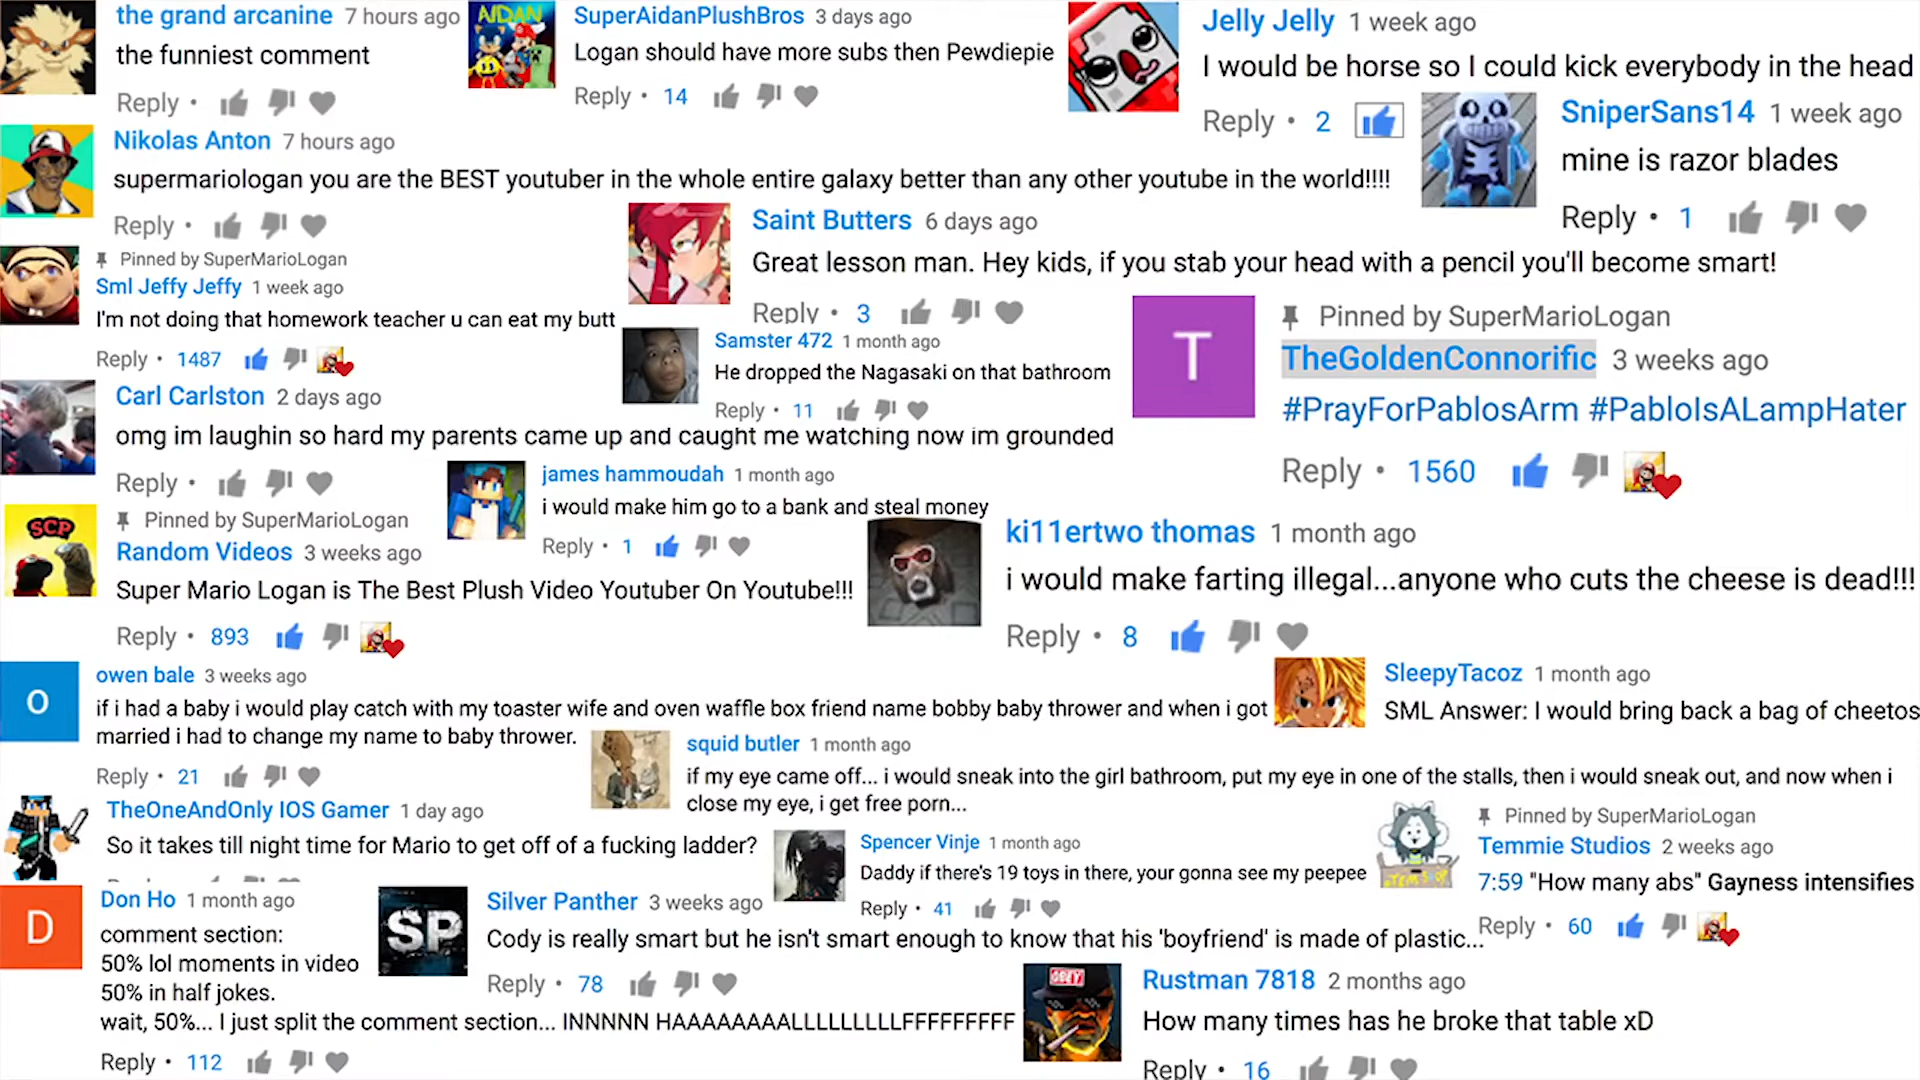 the grand arcanine 7 hours ago
the funniest comment
Reply •
AIDAN
SuperAidanPlushBros 3 days ago
Logan should have more subs then Pewdiepie
Reply • 14
Jelly Jelly 1 week ago
I would be horse so I could kick everybody in the head
Reply • 2
SniperSans14 1 week ago
mine is razor blades
Reply • 1
Nikolas Anton 7 hours ago
supermariologan you are the BEST youtuber in the whole entire galaxy better than any other youtube in the world!!!!
Reply •
Saint Butters 6 days ago
Great lesson man. Hey kids, if you stab your head with a pencil you'll become smart!
Reply • 3
Pinned by SuperMarioLogan
Sml Jeffy Jeffy 1 week ago
I'm not doing that homework teacher u can eat my butt
Reply • 1487
Samster 472 1 month ago
He dropped the Nagasaki on that bathroom
Reply • 11
T
Pinned by SuperMarioLogan
TheGoldenConnorific 3 weeks ago
#PrayForPablosArm #PabloIsALampHater
Reply • 1560
Carl Carlston 2 days ago
omg im laughin so hard my parents came up and caught me watching now im grounded
Reply •
james hammoudah 1 month ago
i would make him go to a bank and steal money
Reply • 1
SCP
Pinned by SuperMarioLogan
Random Videos 3 weeks ago
Super Mario Logan is The Best Plush Video Youtuber On Youtube!!!
Reply • 893
ki11ertwo thomas 1 month ago
i would make farting illegal...anyone who cuts the cheese is dead!!!
Reply • 8
O
owen bale 3 weeks ago
if i had a baby i would play catch with my toaster wife and oven waffle box friend name bobby baby thrower and when i got
married i had to change my name to baby thrower.
Reply • 21
SleepyTacoz 1 month ago
SML Answer: I would bring back a bag of cheetos
squid butler 1 month ago
if my eye came off... i would sneak into the girl bathroom, put my eye in one of the stalls, then i would sneak out, and now when i
close my eye, i get free porn...
TheOneAndOnly IOS Gamer 1 day ago
So it takes till night time for Mario to get off of a fucking ladder?
Spencer Vinje 1 month ago
Daddy if there's 19 toys in there, your gonna see my peepee
Reply • 41
Pinned by SuperMarioLogan
Temmie Studios 2 weeks ago
7:59 "How many abs" Gayness intensifies
Reply • 60
D
Don Ho 1 month ago
comment section:
50% lol moments in video
50% in half jokes.
wait, 50%... I just split the comment section... INNNNN HAAAAAAAALLLLLLLLLFFFFFFFFF
Reply • 112
SP
Silver Panther 3 weeks ago
Cody is really smart but he isn't smart enough to know that his 'boyfriend' is made of plastic...
Reply • 78
OBEY
Rustman 7818 2 months ago
How many times has he broke that table xD
Reply • 16